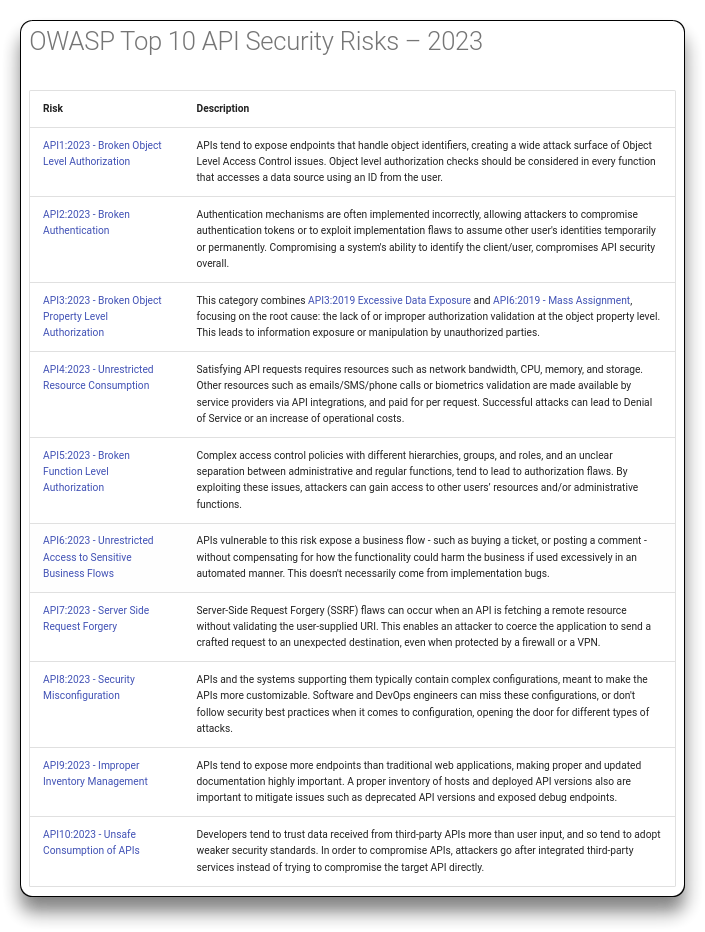 OWASP Top 10 API Security Risks – 2023
Risk
Description
API1:2023 - Broken Object
Level Authorization
APIs tend to expose endpoints that handle object identifiers, creating a wide attack surface of Object
Level Access Control issues. Object level authorization checks should be considered in every function
that accesses a data source using an ID from the user.
API2:2023 - Broken
Authentication
Authentication mechanisms are often implemented incorrectly, allowing attackers to compromise
authentication tokens or to exploit implementation flaws to assume other user's identities temporarily
or permanently. Compromising a system's ability to identify the client/user, compromises API security
overall.
API3:2023 - Broken Object
Property Level
Authorization
This category combines API3:2019 Excessive Data Exposure and API6:2019 - Mass Assignment,
focusing on the root cause: the lack of or improper authorization validation at the object property level.
This leads to information exposure or manipulation by unauthorized parties.
API4:2023 - Unrestricted
Resource Consumption
Satisfying API requests requires resources such as network bandwidth, CPU, memory, and storage.
Other resources such as emails/SMS/phone calls or biometrics validation are made available by
service providers via API integrations, and paid for per request. Successful attacks can lead to Denial
of Service or an increase of operational costs.
API5:2023 - Broken
Function Level
Authorization
Complex access control policies with different hierarchies, groups, and roles, and an unclear
separation between administrative and regular functions, tend to lead to authorization flaws. By
exploiting these issues, attackers can gain access to other users' resources and/or administrative
functions.
API6:2023 - Unrestricted
Access to Sensitive
Business Flows
APIs vulnerable to this risk expose a business flow - such as buying a ticket, or posting a comment -
without compensating for how the functionality could harm the business if used excessively in an
automated manner. This doesn't necessarily come from implementation bugs.
API7:2023 - Server Side
Request Forgery
Server-Side Request Forgery (SSRF) flaws can occur when an API is fetching a remote resource
without validating the user-supplied URI. This enables an attacker to coerce the application to send a
crafted request to an unexpected destination, even when protected by a firewall or a VPN.
API8:2023 - Security
Misconfiguration
APIs and the systems supporting them typically contain complex configurations, meant to make the
APIs more customizable. Software and DevOps engineers can miss these configurations, or don't
follow security best practices when it comes to configuration, opening the door for different types of
attacks.
API9:2023 - Improper
Inventory Management
APIs tend to expose more endpoints than traditional web applications, making proper and updated
documentation highly important. A proper inventory of hosts and deployed API versions also are
important to mitigate issues such as deprecated API versions and exposed debug endpoints.
API10:2023 - Unsafe
Consumption of APIs
Developers tend to trust data received from third-party APIs more than user input, and so tend to adopt
weaker security standards. In order to compromise APIs, attackers go after integrated third-party
services instead of trying to compromise the target API directly.